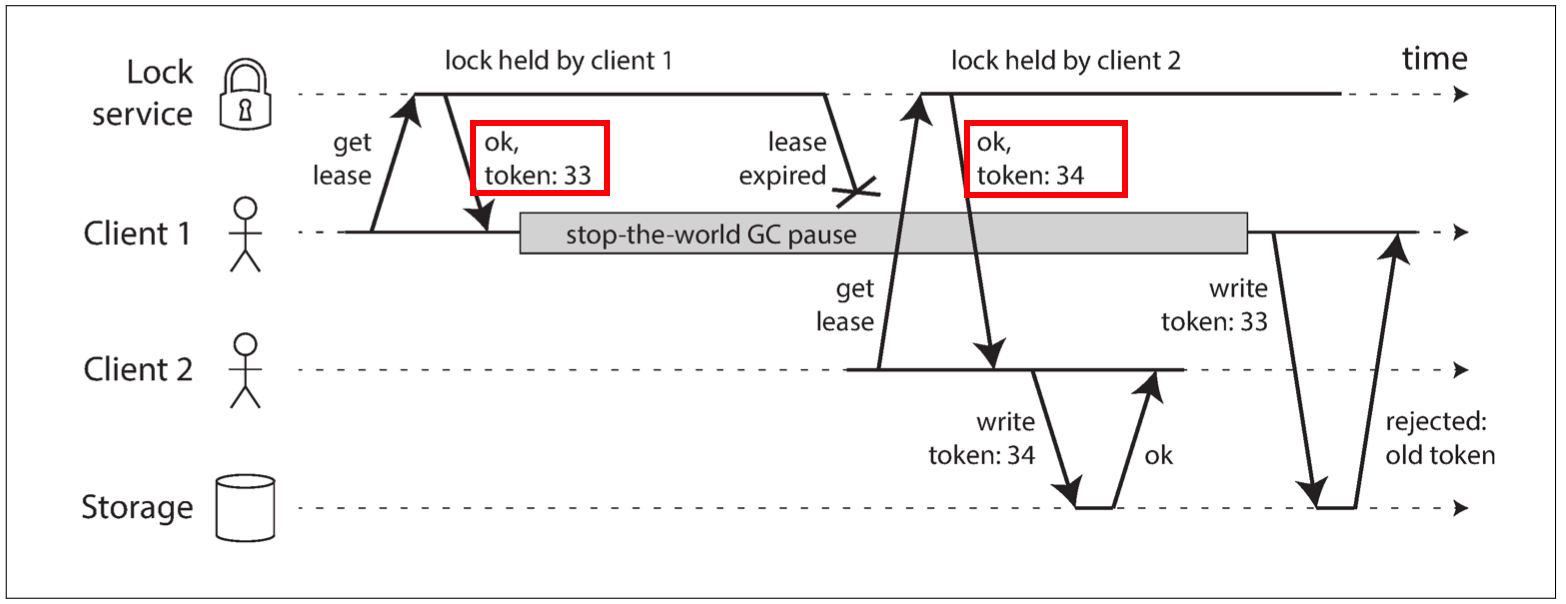 lock held by client 1
lock held by client 2
time
Lock
service
get
lease
ok,
token: 33
lease
expired
ok,
token: 34
Client 1
stop-the-world GC pause
get
lease
write
token: 33
Client 2
write
token: 34
ok
rejected:
old token
Storage